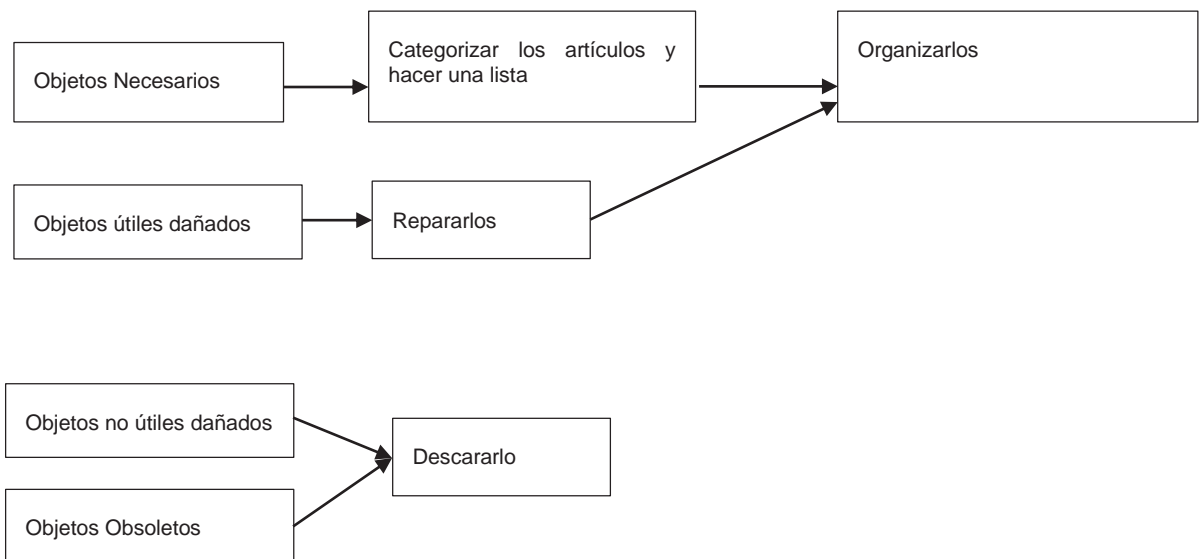 Objetos Necesarios
Categorizar los artículos y
hacer una lista
Organizarlos
Objetos útiles dañados
Repararlos
Objetos no útiles dañados
Descararlo
Objetos Obsoletos